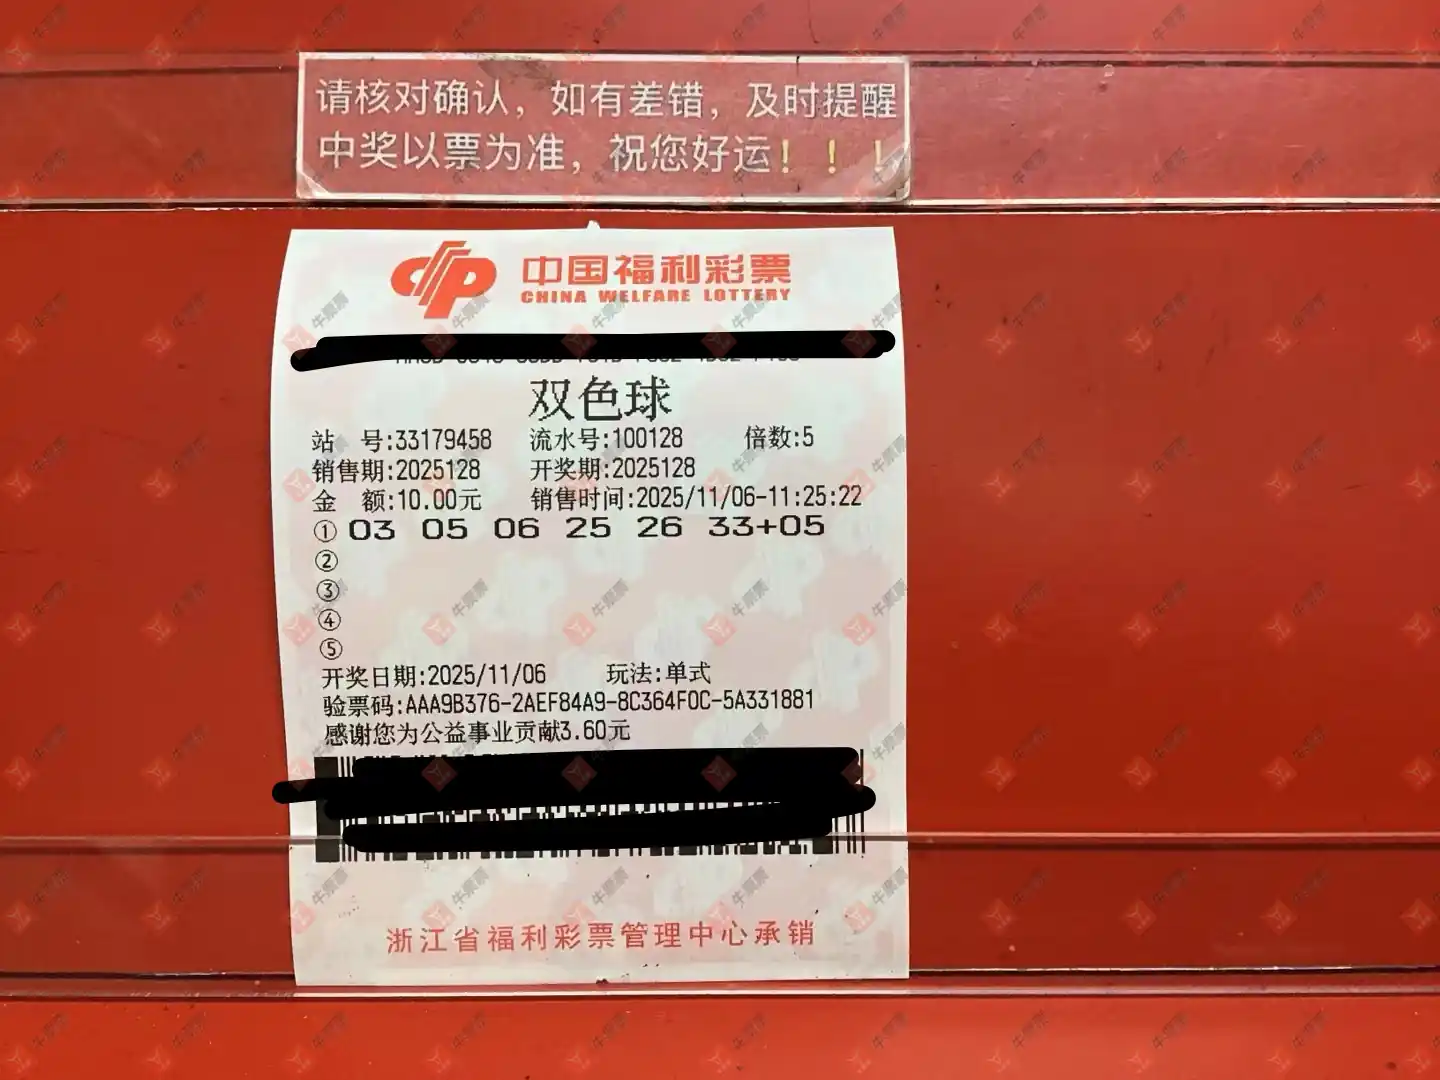 请核对确认，如有差错，及时提醒
中奖以票为准，祝您好运！！！
中国福利彩票
CHINA WELFARE LOTTERY
双色球
站 号:33179458 流水号:100128 倍数:5
销售期:2025128 开奖期:2025128
金 额:10.00元 销售时间:2025/11/06-11:25:22
① 03 05 06 25 26 33+05
②
③
④
⑤
开奖日期:2025/11/06 玩法:单式
验票码:AAA9B376-2AEF84A9-8C364F0C-5A331881
感谢您为公益事业贡献3.60元
浙江省福利彩票管理中心承销